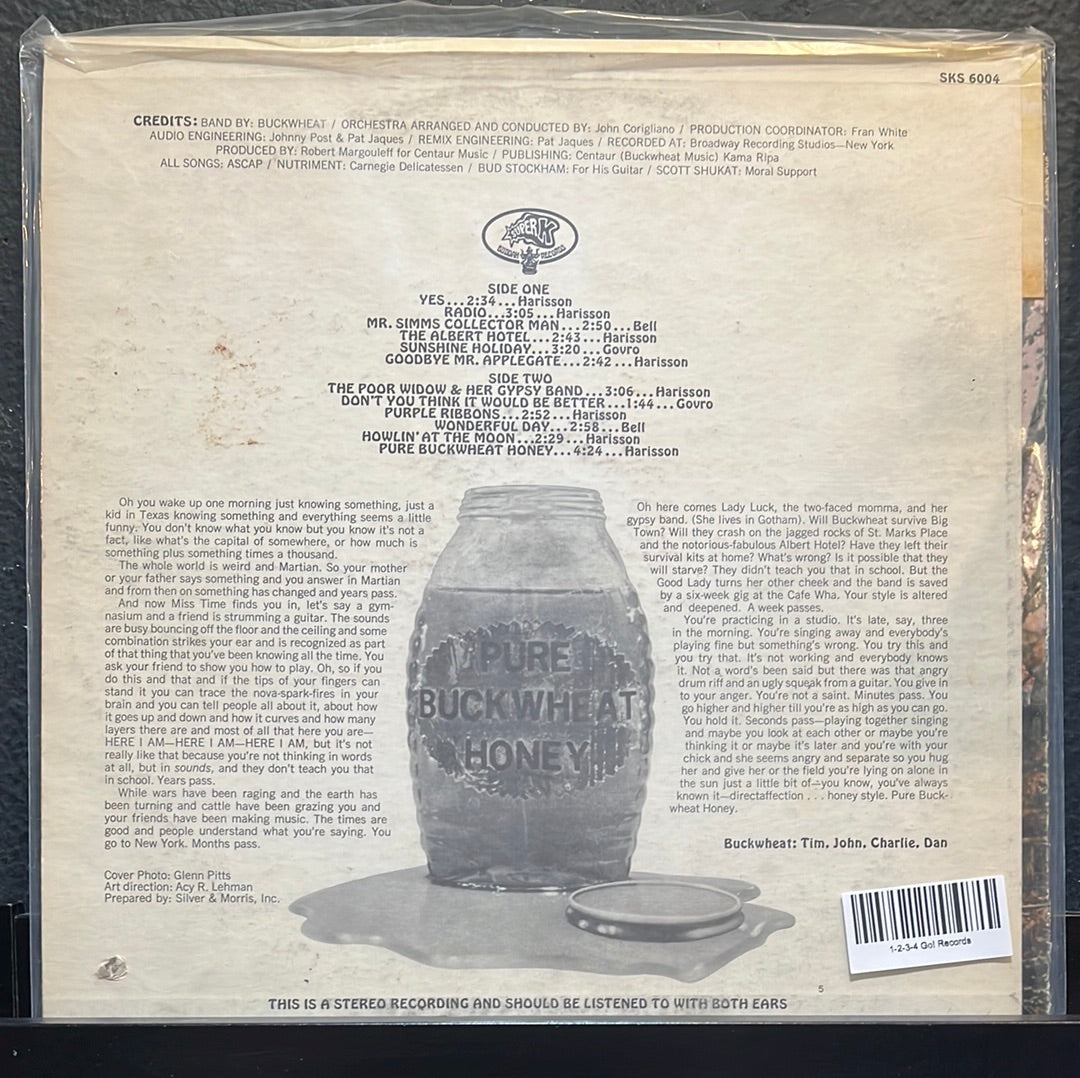 SKS 6004
CREDITS: BAND BY: BUCKWHEAT / ORCHESTRA ARRANGED AND CONDUCTED BY: John Corigliano / PRODUCTION COORDINATOR: Fran White
AUDIO ENGINEERING: Johnny Post & Pat Jaques / REMIX ENGINEERING: Pat Jaques / RECORDED AT: Broadway Recording Studios—New York
PRODUCED BY: Robert Margouleff for Centaur Music / PUBLISHING: Centaur (Buckwheat Music) Kama Ripa
ALL SONGS: ASCAP / NUTRIMENT: Carnegie Delicatessen / BUD STOCKHAM: For His Guitar / SCOTT SHUKAT: Moral Support
SUPER K
BUDDAH RECORDS
SIDE ONE
YES...2:34...Harisson
RADIO...3:05...Harisson
MR. SIMMS COLLECTOR MAN...2:50...Bell
THE ALBERT HOTEL...2:43...Harisson
SUNSHINE HOLIDAY...3:20...Govro
GOODBYE MR. APPLEGATE...2:42...Harisson
SIDE TWO
THE POOR WIDOW & HER GYPSY BAND...3:06...Harisson
DON'T YOU THINK IT WOULD BE BETTER...1:44...Govro
PURPLE RIBBONS...2:52...Harisson
WONDERFUL DAY...2:58...Bell
HOWLIN' AT THE MOON...2:29...Harisson
PURE BUCKWHEAT HONEY...4:24...Harisson
Oh you wake up one morning just knowing something, just a
kid in Texas knowing something and everything seems a little
funny. You don't know what you know but you know it's not a
fact, like what's the capital of somewhere, or how much is
something plus something times a thousand.
The whole world is weird and Martian. So your mother
or your father says something and you answer in Martian
and from then on something has changed and years pass.
And now Miss Time finds you in, let's say a gym-
nasium and a friend is strumming a guitar. The sounds
are busy bouncing off the floor and the ceiling and some
combination strikes your ear and is recognized as part
of that thing that you've been knowing all the time. You
ask your friend to show you how to play. Oh, so if you
do this and that and if the tips of your fingers can
stand it you can trace the nova-spark-fires in your
brain and you can tell people all about it, about how
it goes up and down and how it curves and how many
layers there are and most of all that here you are—
HERE I AM—HERE I AM—HERE I AM, but it's not
really like that because you're not thinking in words
at all, but in sounds, and they don't teach you that
in school. Years pass.
While wars have been raging and the earth has
been turning and cattle have been grazing you and
your friends have been making music. The times are
good and people understand what you're saying. You
go to New York. Months pass.
Cover Photo: Glenn Pitts
Art direction: Acy R. Lehman
Prepared by: Silver & Morris, Inc.
PURE
BUCKWHEAT
HONEY
Oh here comes Lady Luck, the two-faced momma, and her
gypsy band. (She lives in Gotham). Will Buckwheat survive Big
Town? Will they crash on the jagged rocks of St. Marks Place
and the notorious-fabulous Albert Hotel? Have they left their
survival kits at home? What's wrong? Is it possible that they
will starve? They didn't teach you that in school. But the
Good Lady turns her other cheek and the band is saved
by a six-week gig at the Cafe Wha. Your style is altered
and deepened. A week passes.
You're practicing in a studio. It's late, say, three
in the morning. You're singing away and everybody's
playing fine but something's wrong. You try this and
you try that. It's not working and everybody knows
it. Not a word's been said but there was that angry
drum riff and an ugly squeak from a guitar. You give in
to your anger. You're not a saint. Minutes pass. You
go higher and higher till you're as high as you can go.
You hold it. Seconds pass—playing together singing
and maybe you look at each other or maybe you're
thinking it or maybe it's later and you're with your
chick and she seems angry and separate so you hug
her and give her or the field you're lying on alone in
the sun just a little bit of—you know, you've always
known it—directaffection . . . honey style. Pure Buck-
wheat Honey.
Buckwheat: Tim, John, Charlie, Dan
1-2-3-4 Go! Records
5
THIS IS A STEREO RECORDING AND SHOULD BE LISTENED TO WITH BOTH EARS